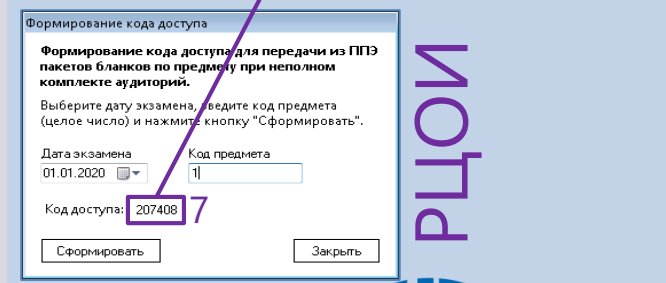 Формирование кода доступа
Формирование кода доступа для передачи из ППЭ
пакетов бланков по предмету при неполном
комплекте аудиторий.
Выберите дату экзамена, введите код предмета
(целое число) и нажмите кнопку "Сформировать".
Дата экзамена Код предмета
01.01.2020 1
Код доступа: 207408 7
Сформировать Закрыть
РЦОИ